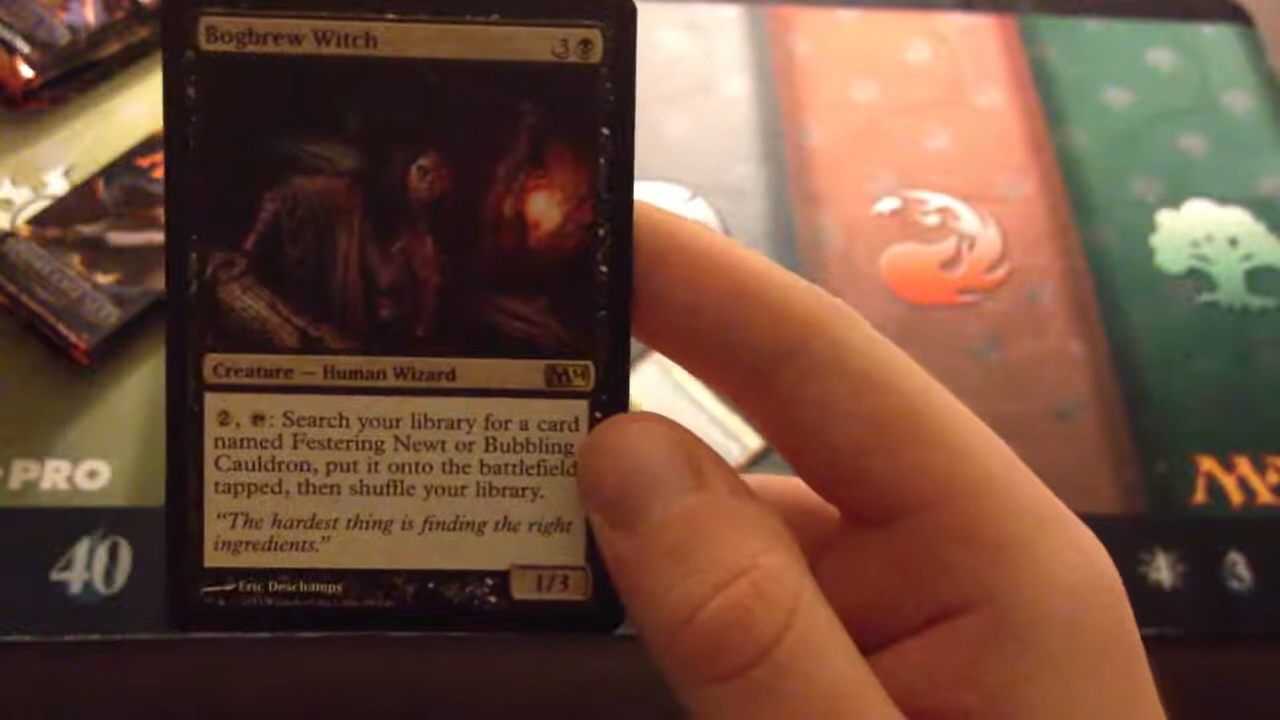 Bogbrew Witch 3
Creature — Human Wizard M14
2, : Search your library for a card
named Festering Newt or Bubbling
Cauldron, put it onto the battlefield
tapped, then shuffle your library.
"The hardest thing is finding the right
ingredients."
Eric Deschamps
1/3
-PRO
40
MA